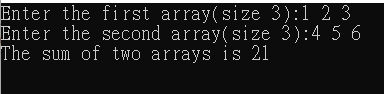 Enter the first array(size 3):1 2 3
Enter the second array(size 3):4 5 6
The sum of two arrays is 21